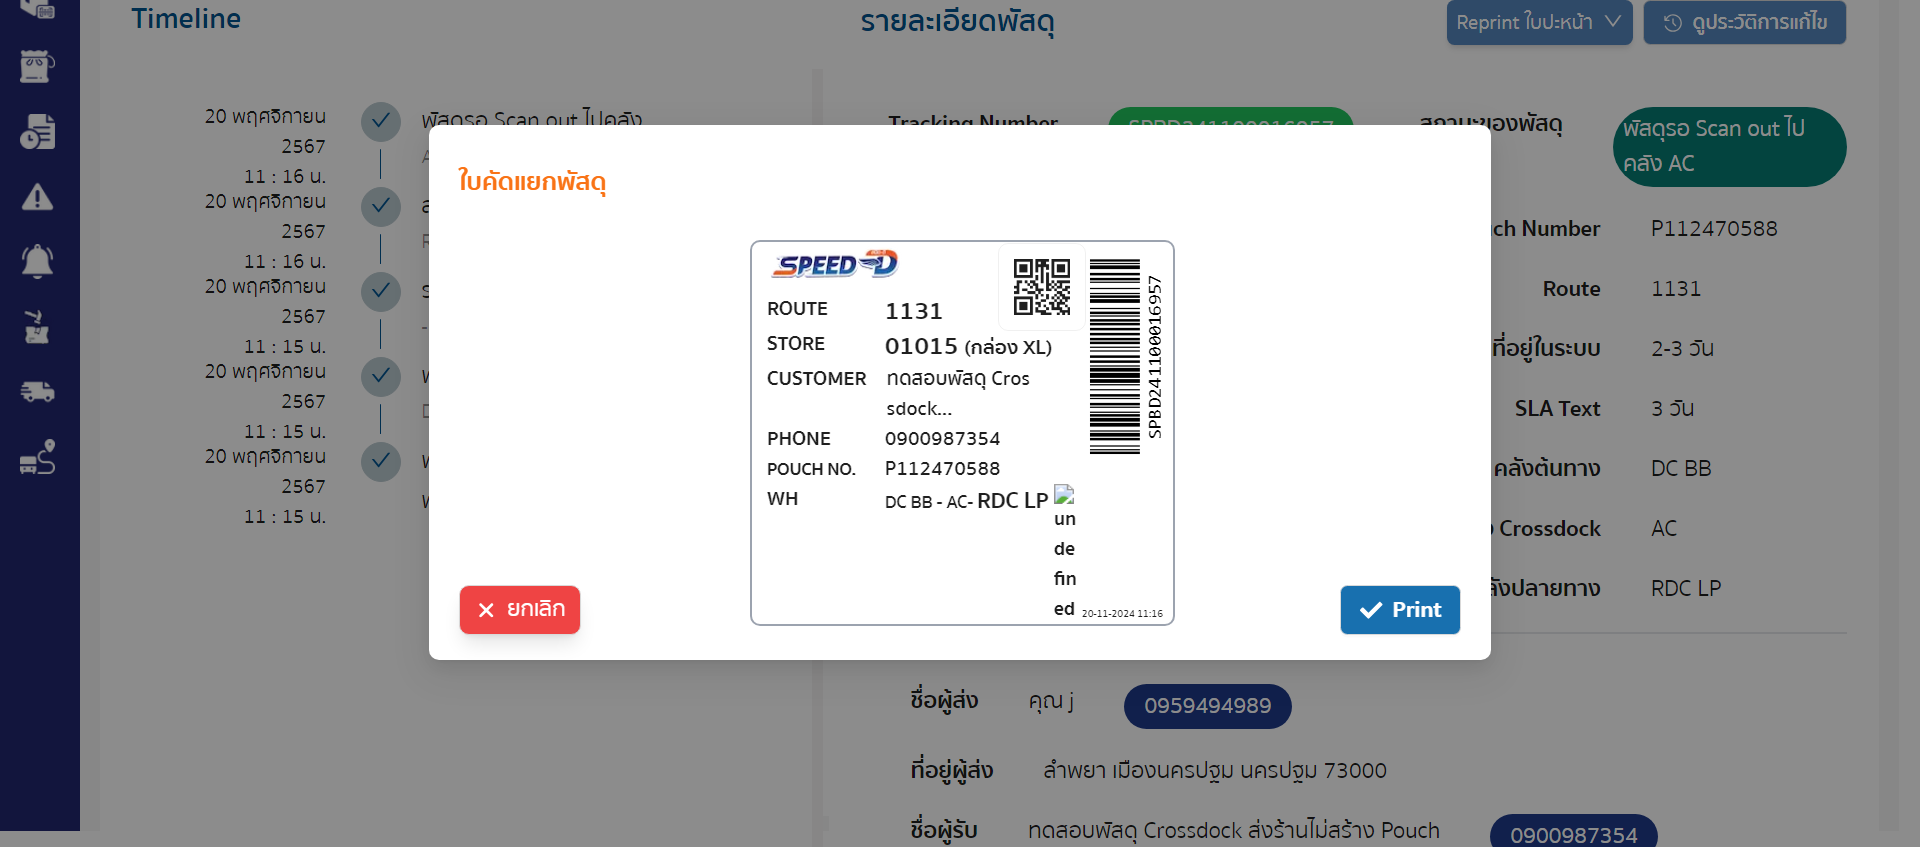 Timeline
รายละเอียดพัสดุ
Reprint ใบปะหน้า
ดูประวัติการแก้ไข
20 พฤศจิกายน
2567
11 : 16 น.
พัสดุรอ Scan out ไปคลัง
20 พฤศจิกายน
2567
11 : 16 น.
20 พฤศจิกายน
2567
11 : 15 น.
20 พฤศจิกายน
2567
11 : 15 น.
20 พฤศจิกายน
2567
11 : 15 น.
Tracking Number
SPBD241100016957
สถานะของพัสดุ
พัสดุรอ Scan out ไป
คลัง AC
ใบคัดแยกพัสดุ
SPEED-D
ROUTE 1131
STORE 01015 (กล่อง XL)
CUSTOMER ทดสอบพัสดุ Cros
sdock...
PHONE 0900987354
POUCH NO. P112470588
WH DC BB - AC- RDC LP
un
de
fin
ed
20-11-2024 11:16
SPBD241100016957
ยกเลิก
Print
ch Number P112470588
Route 1131
ที่อยู่ในระบบ 2-3 วัน
SLA Text 3 วัน
คลังต้นทาง DC BB
Crossdock AC
ปลายทาง RDC LP
ชื่อผู้ส่ง คุณ j 0959494989
ที่อยู่ผู้ส่ง ลำพยา เมืองนครปฐม นครปฐม 73000
ชื่อผู้รับ ทดสอบพัสดุ Crossdock ส่งร้านไม่สร้าง Pouch 0900987354